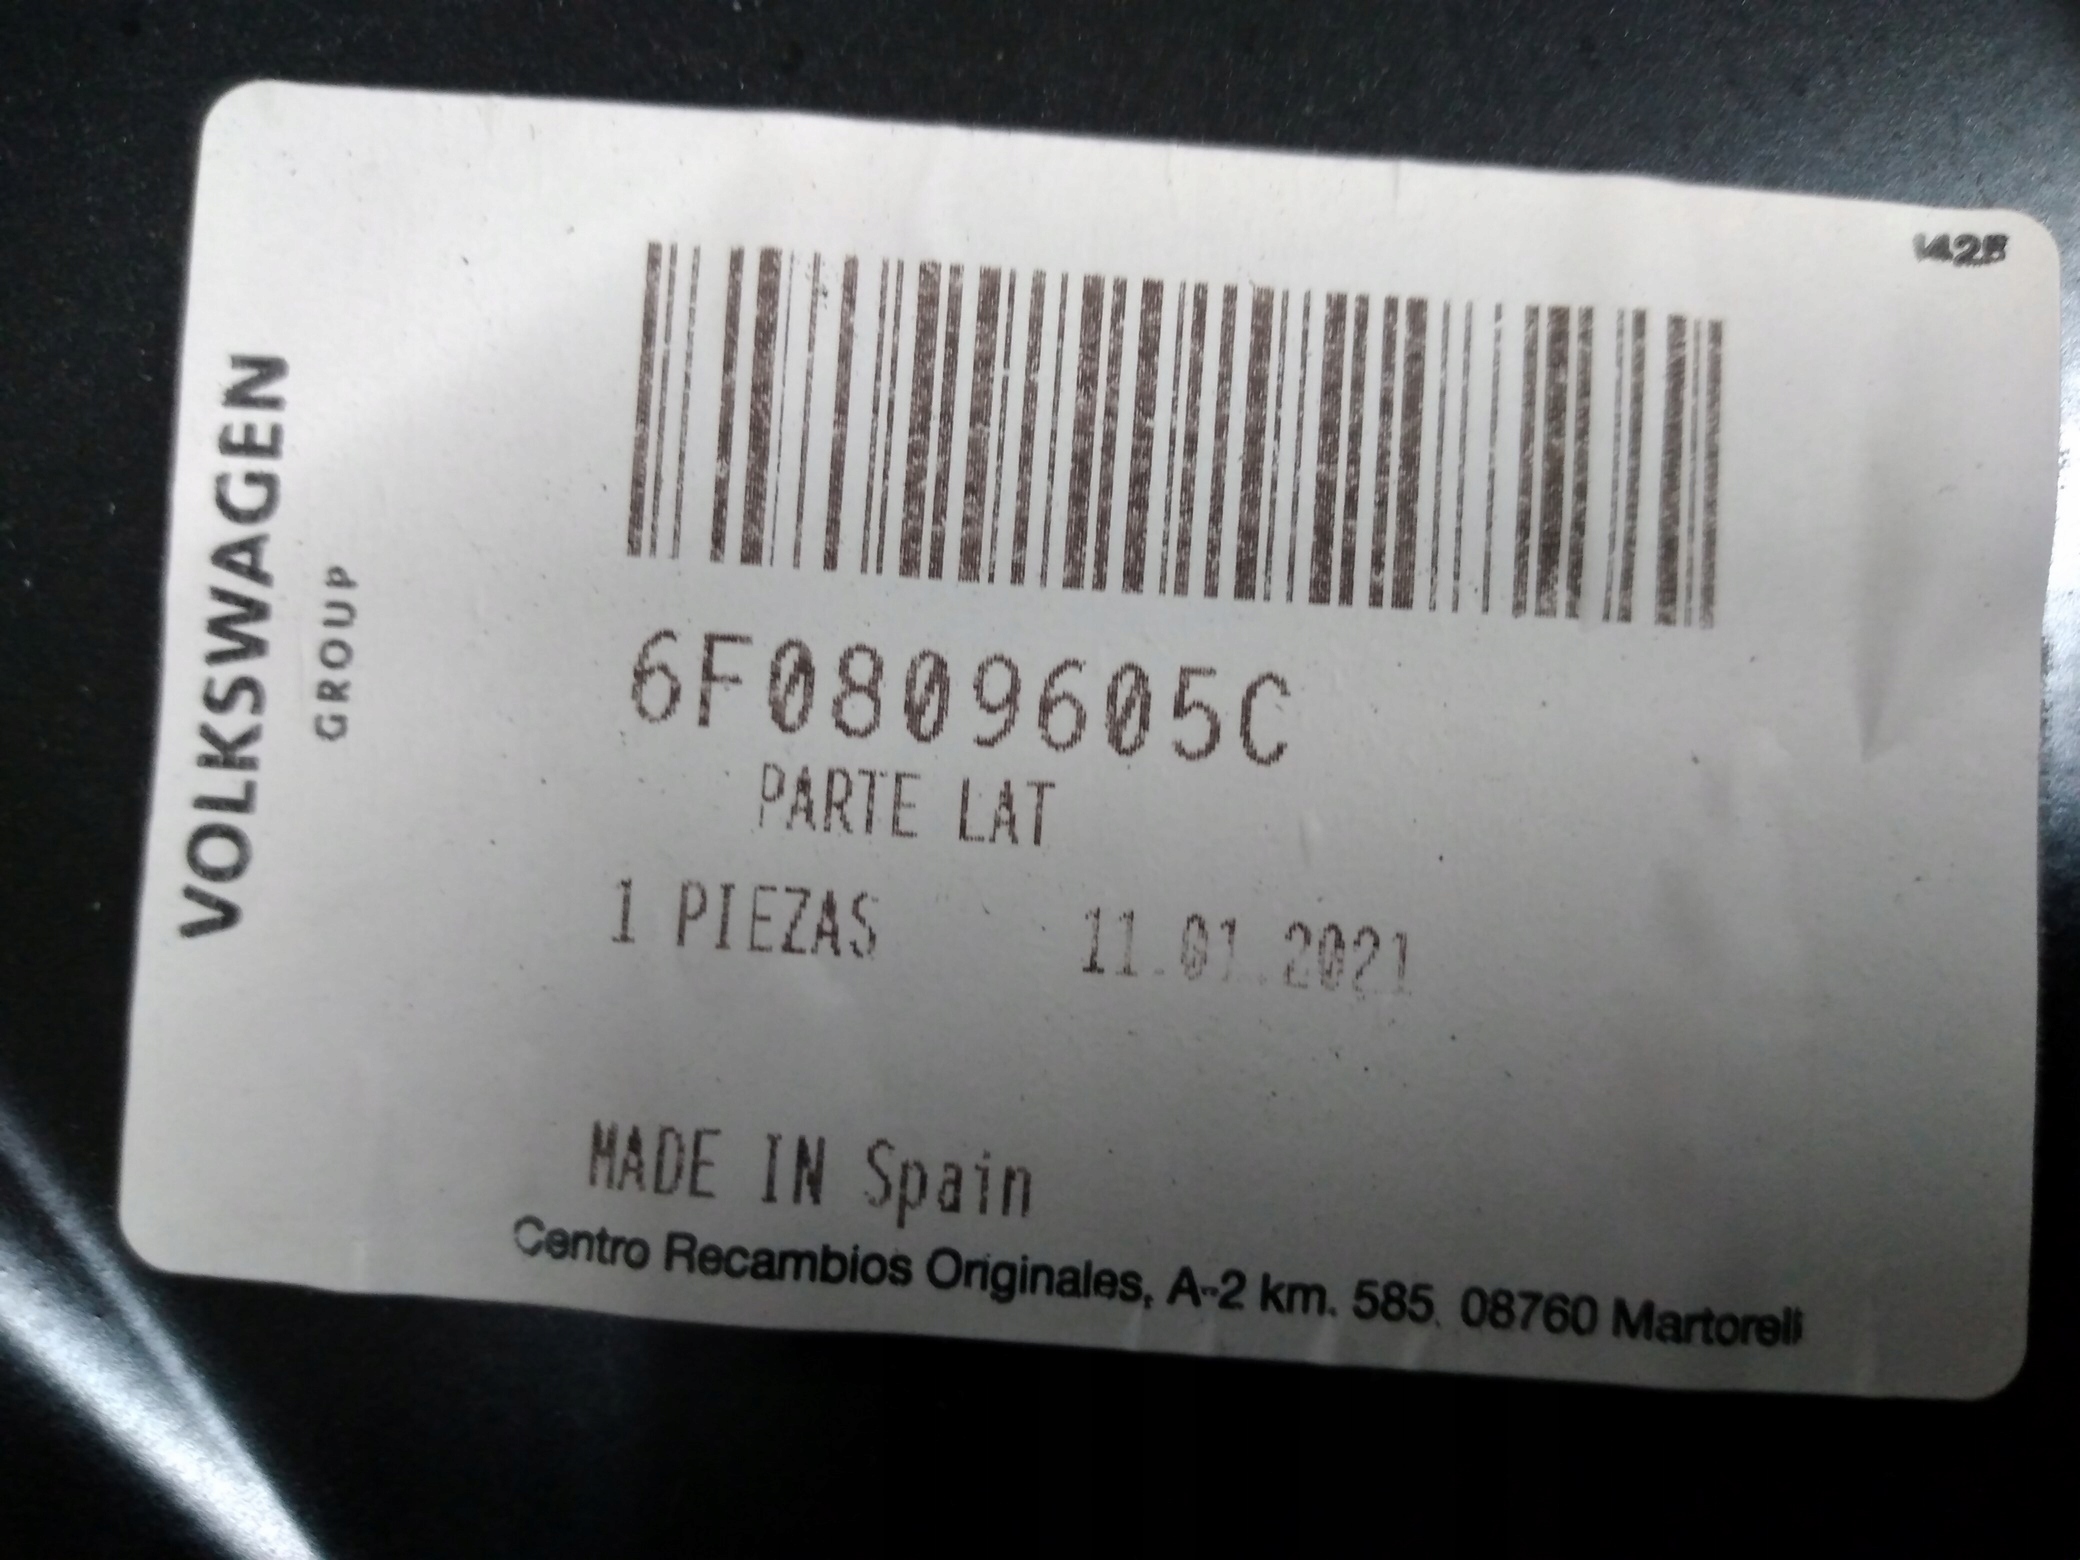 VOLKSWAGEN
GROUP
6F0809605C
PARTE LAT
1 PIEZAS 11.01.2021
MADE IN Spain
Centro Recambios Originales, A-2 km. 585. 08760 Martorell